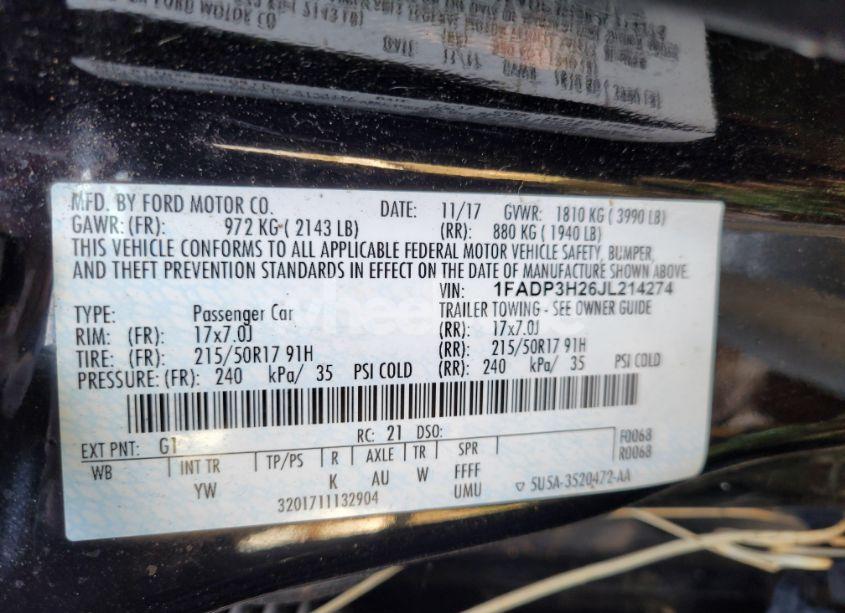 MFD. BY FORD MOTOR CO. DATE: 11/17 GVWR: 1810 KG ( 3990 LB)
GAWR: (FR): 972 KG ( 2143 LB) (RR): 880 KG ( 1940 LB)
THIS VEHICLE CONFORMS TO ALL APPLICABLE FEDERAL MOTOR VEHICLE SAFETY, BUMPER,
AND THEFT PREVENTION STANDARDS IN EFFECT ON THE DATE OF MANUFACTURE SHOWN ABOVE.
VIN: 1FADP3H26JL214274
TYPE: Passenger Car TRAILER TOWING - SEE OWNER GUIDE
RIM: (FR): 17x7.0J (RR): 17x7.0J
TIRE: (FR): 215/50R17 91H (RR): 215/50R17 91H
PRESSURE: (FR): 240 kPa/ 35 PSI COLD (RR): 240 kPa/ 35 PSI COLD
EXT PNT: G1 RC: 21 DSO: F0068
WB INT TR TP/PS R AXLE TR SPR R0068
YW K AU W FFFF
3201711132904 UMU 5U5A-3520472-AA